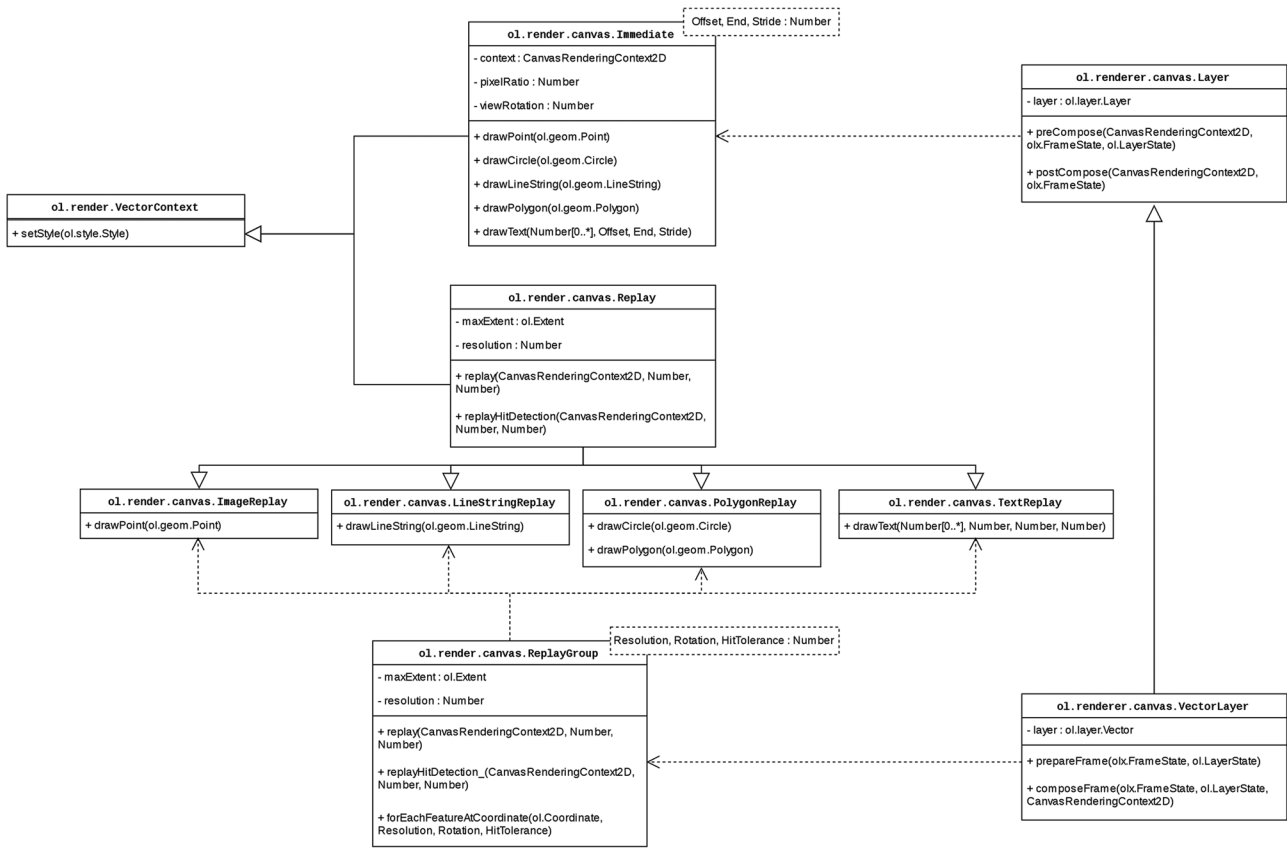 Offset, End, Stride : Number
ol.render.canvas.Immediate
- context : CanvasRenderingContext2D
- pixelRatio : Number
- viewRotation : Number
+ drawPoint(ol.geom.Point)
+ drawCircle(ol.geom.Circle)
+ drawLineString(ol.geom.LineString)
+ drawPolygon(ol.geom.Polygon)
+ drawText(Number[0..*], Offset, End, Stride)
ol.renderer.canvas.Layer
- layer : ol.layer.Layer
+ preCompose(CanvasRenderingContext2D,
olx.FrameState, ol.LayerState)
+ postCompose(CanvasRenderingContext2D,
olx.FrameState)
ol.render.VectorContext
+ setStyle(ol.style.Style)
ol.render.canvas.Replay
- maxExtent : ol.Extent
- resolution : Number
+ replay(CanvasRenderingContext2D, Number,
Number)
+ replayHitDetection(CanvasRenderingContext2D,
Number, Number)
ol.render.canvas.ImageReplay
+ drawPoint(ol.geom.Point)
ol.render.canvas.LineStringReplay
+ drawLineString(ol.geom.LineString)
ol.render.canvas.PolygonReplay
+ drawCircle(ol.geom.Circle)
+ drawPolygon(ol.geom.Polygon)
ol.render.canvas.TextReplay
+ drawText(Number[0..*], Number, Number, Number)
Resolution, Rotation, HitTolerance : Number
ol.render.canvas.ReplayGroup
- maxExtent : ol.Extent
- resolution : Number
+ replay(CanvasRenderingContext2D, Number,
Number)
+ replayHitDetection_(CanvasRenderingContext2D,
Number, Number)
+ forEachFeatureAtCoordinate(ol.Coordinate,
Resolution, Rotation, HitTolerance)
ol.renderer.canvas.VectorLayer
- layer : ol.layer.Vector
+ prepareFrame(olx.FrameState, ol.LayerState)
+ composeFrame(olx.FrameState, ol.LayerState,
CanvasRenderingContext2D)